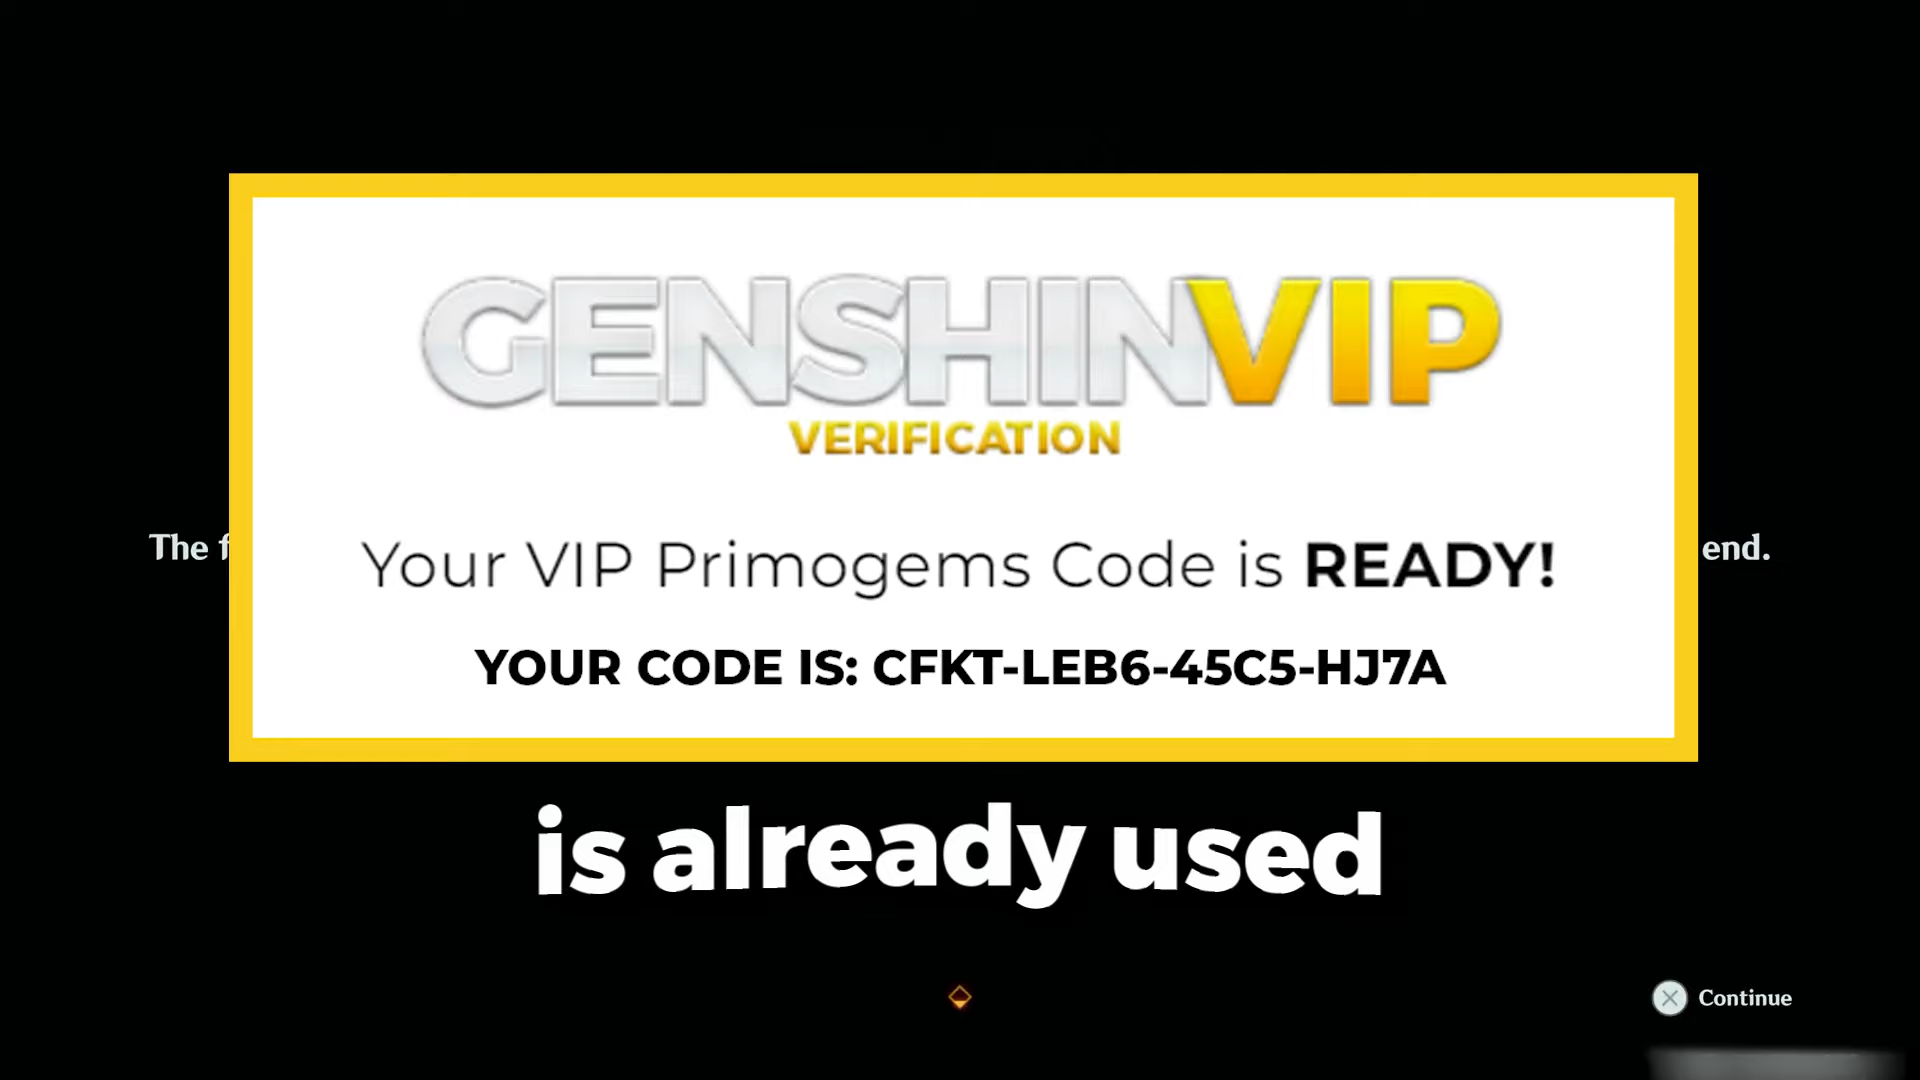 GENSHINVIP
VERIFICATION
The f end.
Your VIP Primogems Code is READY!
YOUR CODE IS: CFKT-LEB6-45C5-HJ7A
is already used
Continue